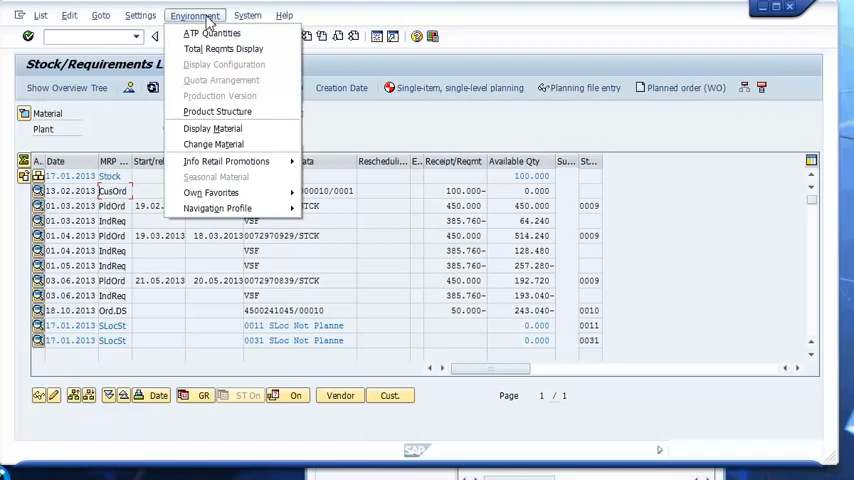 List Edit Goto Settings Environment System Help
ATP Quantities
Total Reqmts Display
Display Configuration
Quota Arrangement
Production Version
Product Structure
Display Material
Change Material
Info Retail Promotions
Seasonal Material
Own Favorites
Navigation Profile
Stock/Requirements L
Show Overview Tree Creation Date Single-item, single-level planning Planning file entry Planned order (WO)
Material
Plant
A.. Date MRP ... Start/re ata Rescheduli... E.. Receipt/Reqmt Available Qty Su... St...
17.01.2013 Stock 100.000
13.02.2013 CusOrd 000010/0001 100.000- 0.000
01.03.2013 PldOrd 19.02. 450.000 450.000 0009
01.03.2013 IndReq VSF 385.760- 64.240
01.04.2013 PldOrd 19.03.2013 18.03.2013 0072970929/STCK 450.000 514.240 0009
01.04.2013 IndReq VSF 385.760- 128.480
01.05.2013 IndReq VSF 385.760- 257.280-
03.06.2013 PldOrd 21.05.2013 20.05.2013 0072970839/STCK 450.000 192.720 0009
03.06.2013 IndReq VSF 385.760- 193.040-
18.10.2013 Ord.DS 4500241045/00010 50.000- 243.040- 0010
17.01.2013 SLocSt 0011 SLoc Not Planne 0.000 0011
17.01.2013 SLocSt 0031 SLoc Not Planne 0.000 0031
Date GR ST On On Vendor Cust. Page 1 / 1
SAP